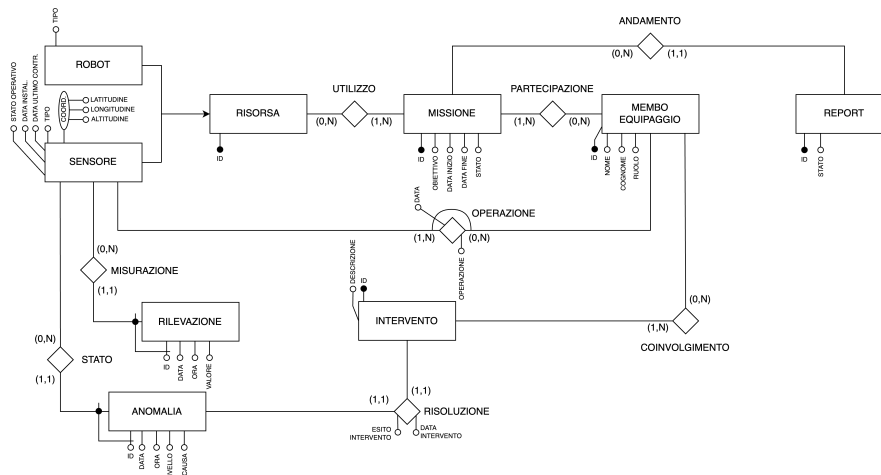 ANDAMENTO
TIPO
(0,N)
(1,1)
ROBOT
STATO OPERATIVO
DATA INSTAL.
DATA ULTIMO CONTR.
TIPO
COORD.
LATITUDINE
LONGITUDINE
ALTITUDINE
UTILIZZO
PARTECIPAZIONE
RISORSA
MISSIONE
MEMBO
EQUIPAGGIO
REPORT
(0,N)
(1,N)
(1,N)
(0,N)
SENSORE
ID
ID
OBIETTIVO
DATA INIZIO
DATA FINE
STATO
ID
NOME
COGNOME
RUOLO
ID
STATO
DATA
OPERAZIONE
(1,N)
(0,N)
OPERAZIONE
(0,N)
MISURAZIONE
(1,1)
DESCRIZIONE
ID
RILEVAZIONE
INTERVENTO
(0,N)
(1,N)
COINVOLGIMENTO
(0,N)
STATO
(1,1)
ID
DATA
ORA
VALORE
ANOMALIA
(1,1)
(1,1)
RISOLUZIONE
ESITO
INTERVENTO
DATA
INTERVENTO
ID
DATA
ORA
VELLO
CAUSA